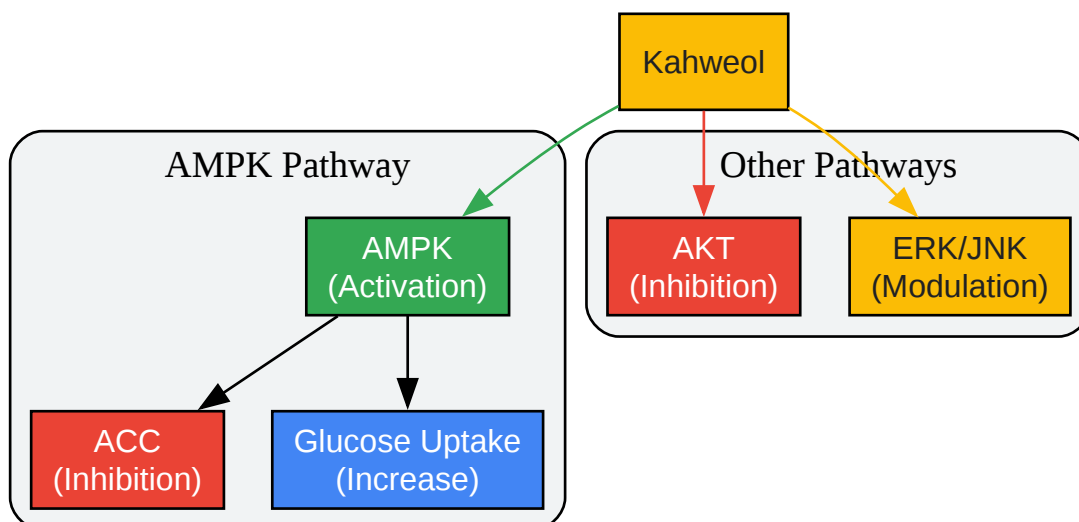 Kahweol
AMPK Pathway
Other Pathways
AMPK
(Activation)
AKT
(Inhibition)
ERK/JNK
(Modulation)
ACC
(Inhibition)
Glucose Uptake
(Increase)